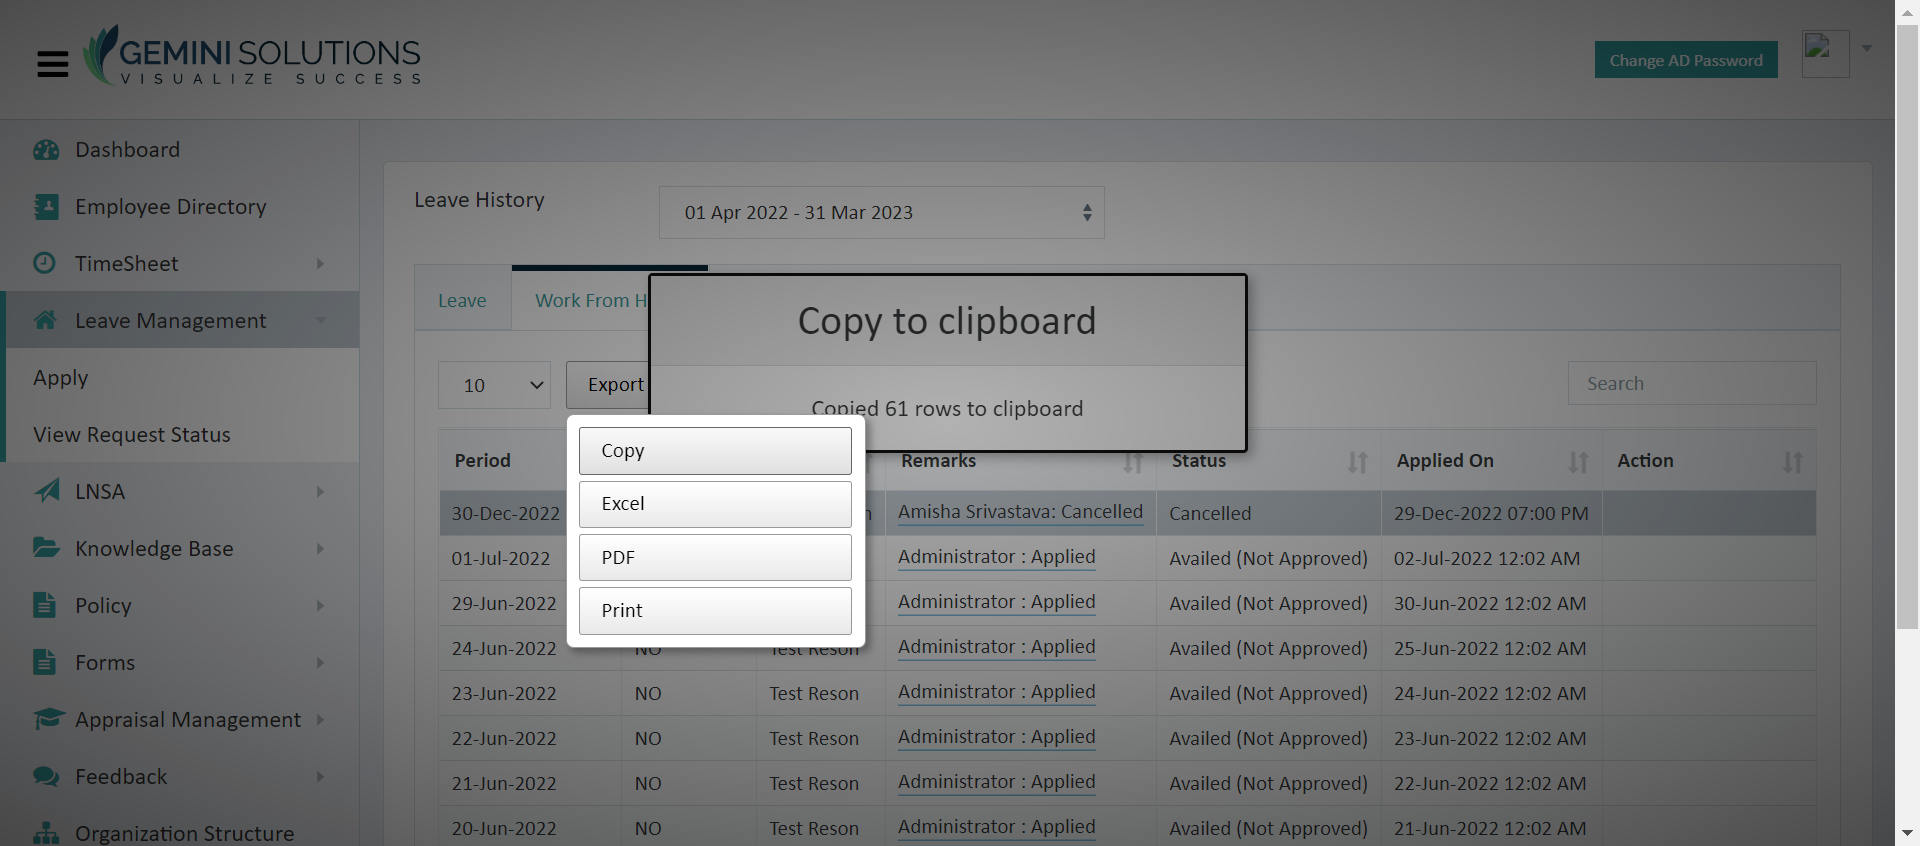 GEMINI SOLUTIONS
VISUALIZE SUCCESS
Change AD Password
Dashboard
Employee Directory
TimeSheet
Leave Management
Apply
View Request Status
LNSA
Knowledge Base
Policy
Forms
Appraisal Management
Feedback
Organization Structure
Leave History
01 Apr 2022 - 31 Mar 2023
Leave
Work From H
Copy to clipboard
Copied 61 rows to clipboard
10
Export
Search
Copy
Excel
PDF
Print
Period Remarks Status Applied On Action
30-Dec-2022 Amisha Srivastava: Cancelled Cancelled 29-Dec-2022 07:00 PM
01-Jul-2022 Administrator : Applied Availed (Not Approved) 02-Jul-2022 12:02 AM
29-Jun-2022 Administrator : Applied Availed (Not Approved) 30-Jun-2022 12:02 AM
24-Jun-2022 NO Test Reson Administrator : Applied Availed (Not Approved) 25-Jun-2022 12:02 AM
23-Jun-2022 NO Test Reson Administrator : Applied Availed (Not Approved) 24-Jun-2022 12:02 AM
22-Jun-2022 NO Test Reson Administrator : Applied Availed (Not Approved) 23-Jun-2022 12:02 AM
21-Jun-2022 NO Test Reson Administrator : Applied Availed (Not Approved) 22-Jun-2022 12:02 AM
20-Jun-2022 NO Test Reson Administrator : Applied Availed (Not Approved) 21-Jun-2022 12:02 AM